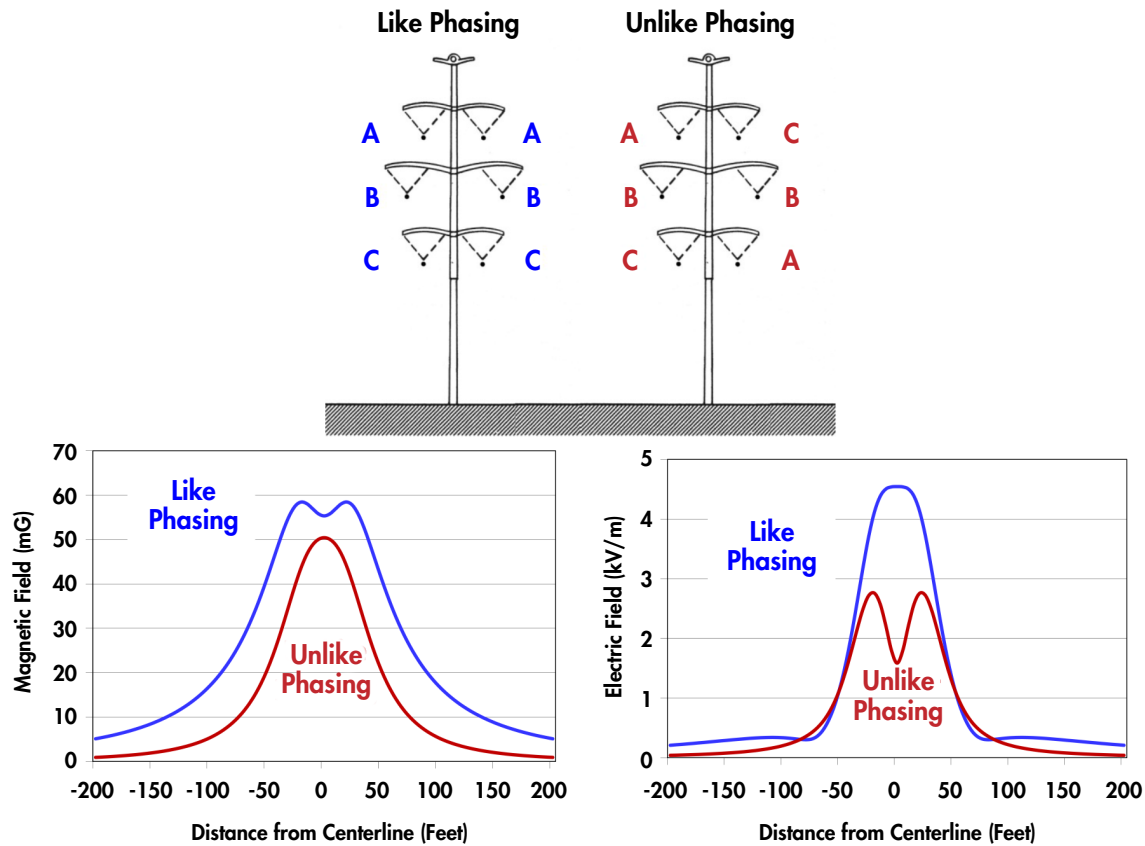 Like Phasing
Unlike Phasing
A A
B B
C C
A C
B B
C A
70
60
50
40
30
20
10
0
Magnetic Field (mG)
Like
Phasing
Unlike
Phasing
-200 -150 -100 -50 0 50 100 150 200
Distance from Centerline (Feet)
5
4
3
2
1
0
Electric Field (kV/m)
Like
Phasing
Unlike
Phasing
-200 -150 -100 -50 0 50 100 150 200
Distance from Centerline (Feet)